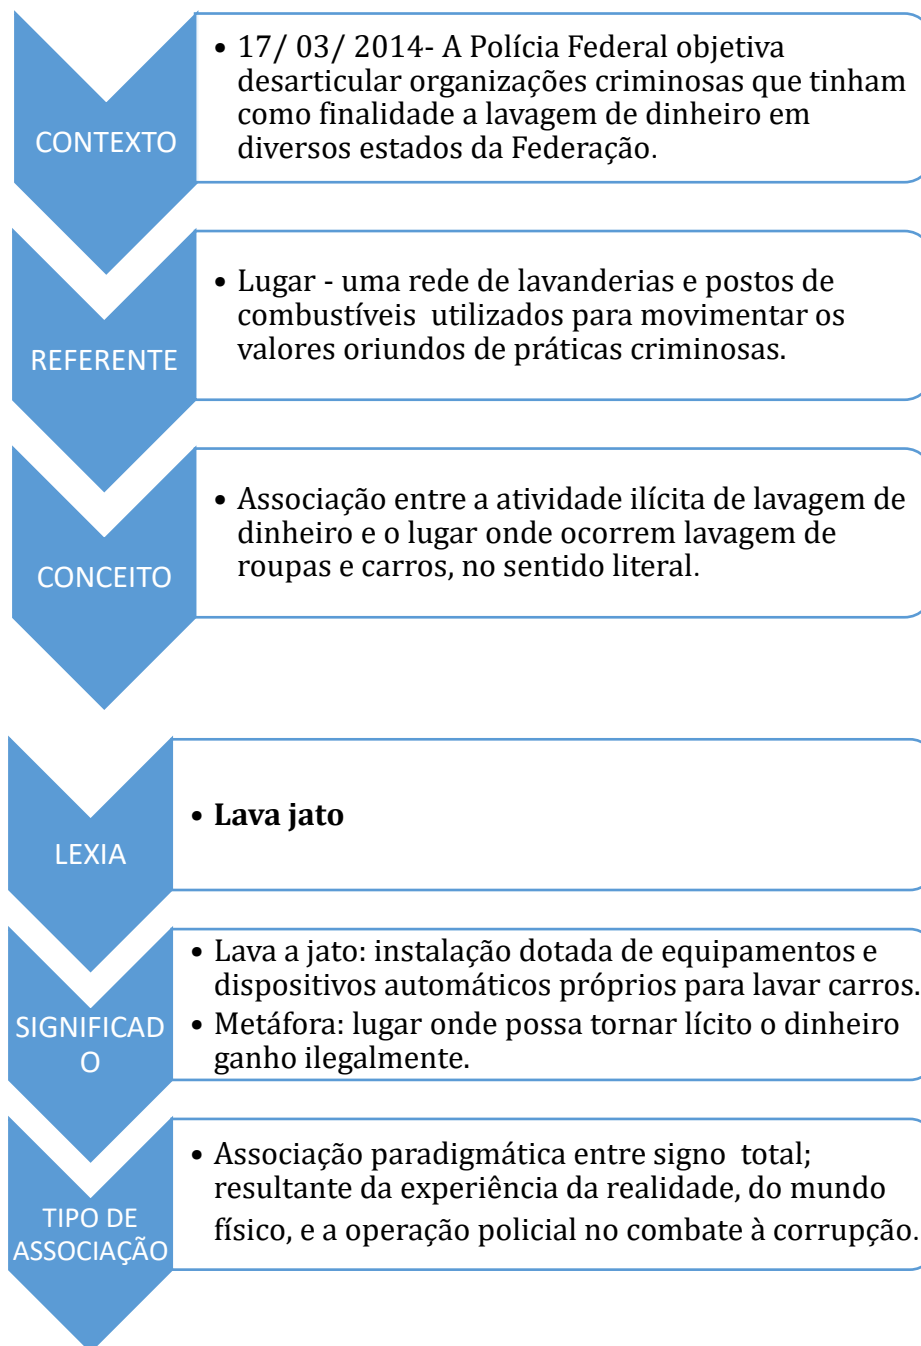 CONTEXTO
• 17/ 03/ 2014- A Polícia Federal objetiva
desarticular organizações criminosas que tinham
como finalidade a lavagem de dinheiro em
diversos estados da Federação.
REFERENTE
• Lugar - uma rede de lavanderias e postos de
combustíveis utilizados para movimentar os
valores oriundos de práticas criminosas.
CONCEITO
• Associação entre a atividade ilícita de lavagem de
dinheiro e o lugar onde ocorrem lavagem de
roupas e carros, no sentido literal.
LEXIA
• Lava jato
SIGNIFICAD
O
• Lava a jato: instalação dotada de equipamentos e
dispositivos automáticos próprios para lavar carros.
• Metáfora: lugar onde possa tornar lícito o dinheiro
ganho ilegalmente.
TIPO DE
ASSOCIAÇÃO
• Associação paradigmática entre signo total;
resultante da experiência da realidade, do mundo
físico, e a operação policial no combate à corrupção.